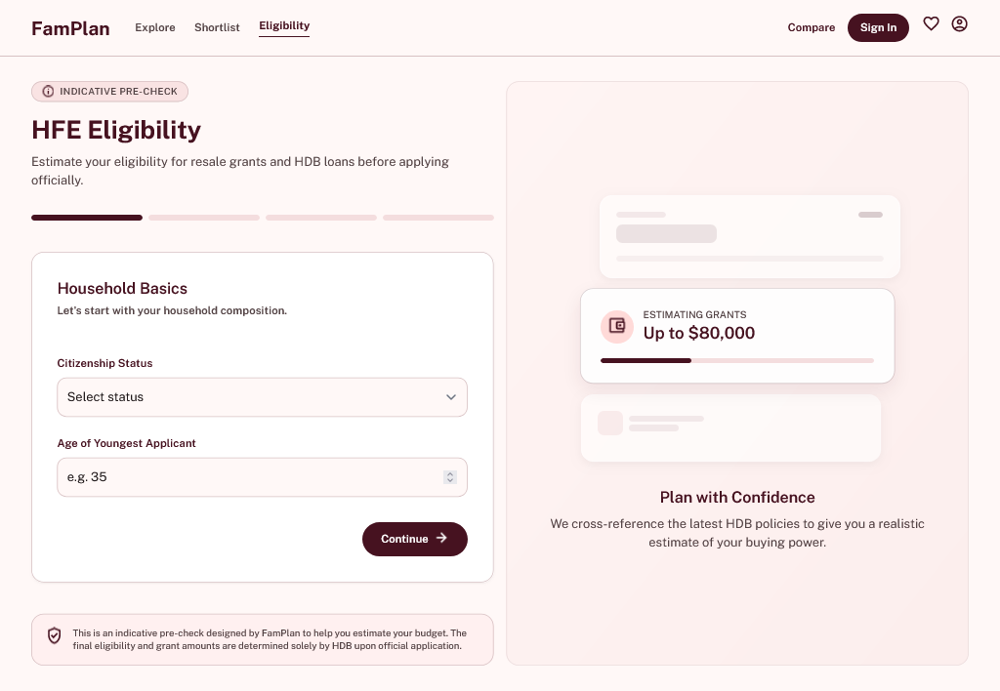 FamPlan
Explore
Shortlist
Eligibility
Compare
Sign In
INDICATIVE PRE-CHECK
HFE Eligibility
Estimate your eligibility for resale grants and HDB loans before applying
officially.
Household Basics
Let's start with your household composition.
Citizenship Status
Select status
Age of Youngest Applicant
e.g. 35
Continue
This is an indicative pre-check designed by FamPlan to help you estimate your budget. The
final eligibility and grant amounts are determined solely by HDB upon official application.
ESTIMATING GRANTS
Up to $80,000
Plan with Confidence
We cross-reference the latest HDB policies to give you a realistic
estimate of your buying power.